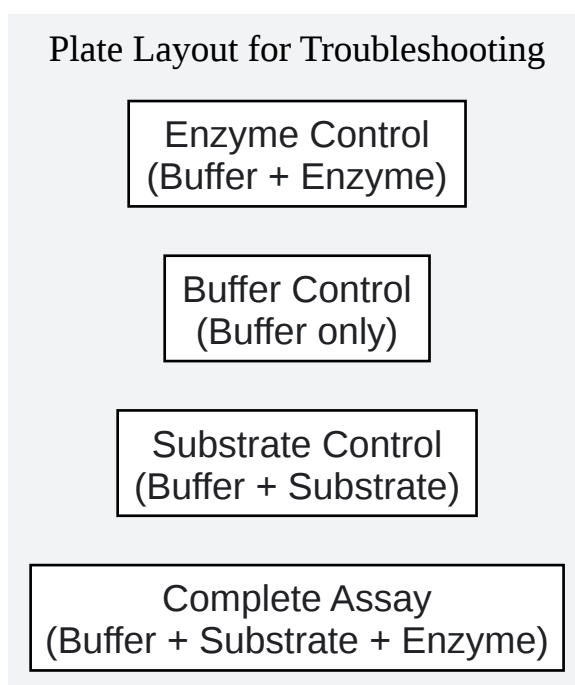 Plate Layout for Troubleshooting
Enzyme Control
(Buffer + Enzyme)
Buffer Control
(Buffer only)
Substrate Control
(Buffer + Substrate)
Complete Assay
(Buffer + Substrate + Enzyme)